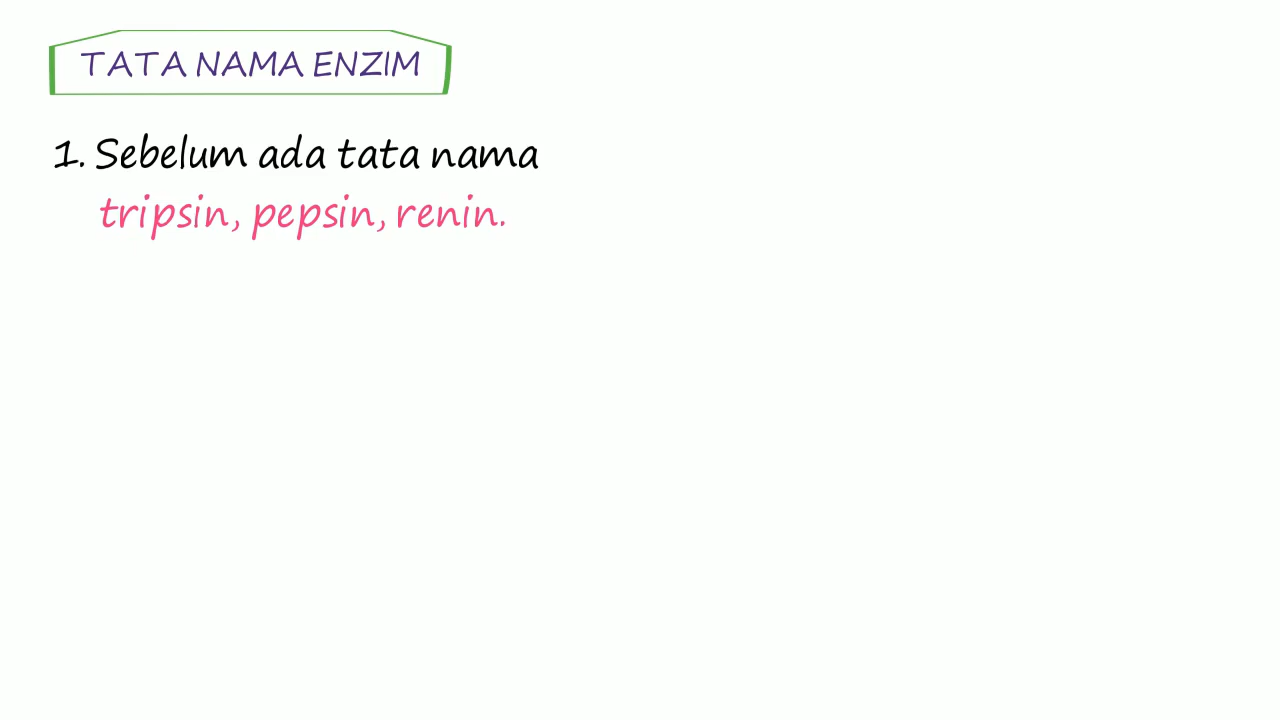 TATA NAMA ENZIM
1. Sebelum ada tata nama
tripsin, pepsin, renin.